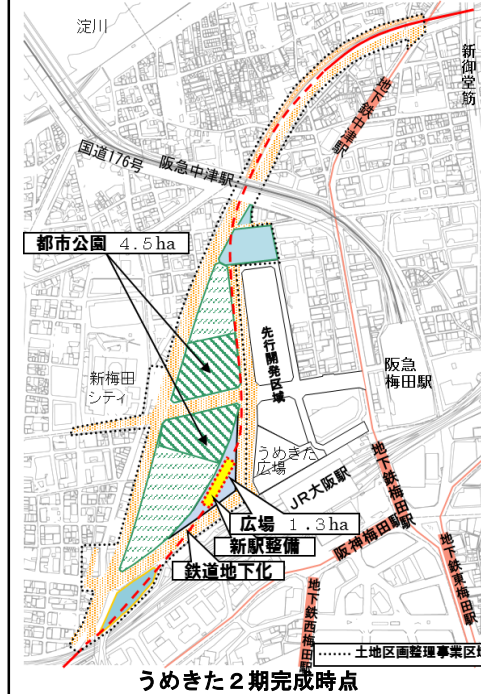 淀川
新御堂筋
地下鉄中津駅
国道176号
阪急中津駅
都市公園 4.5ha
先行開発区域
新梅田
シティ
阪急
梅田駅
うめきた
広場
JR大阪駅
地下鉄梅田駅
広場 1.3ha
新駅整備
鉄道地下化
阪神梅田駅
地下鉄西梅田駅
地下鉄東梅田駅
土地区画整理事業区域
うめきた２期完成時点